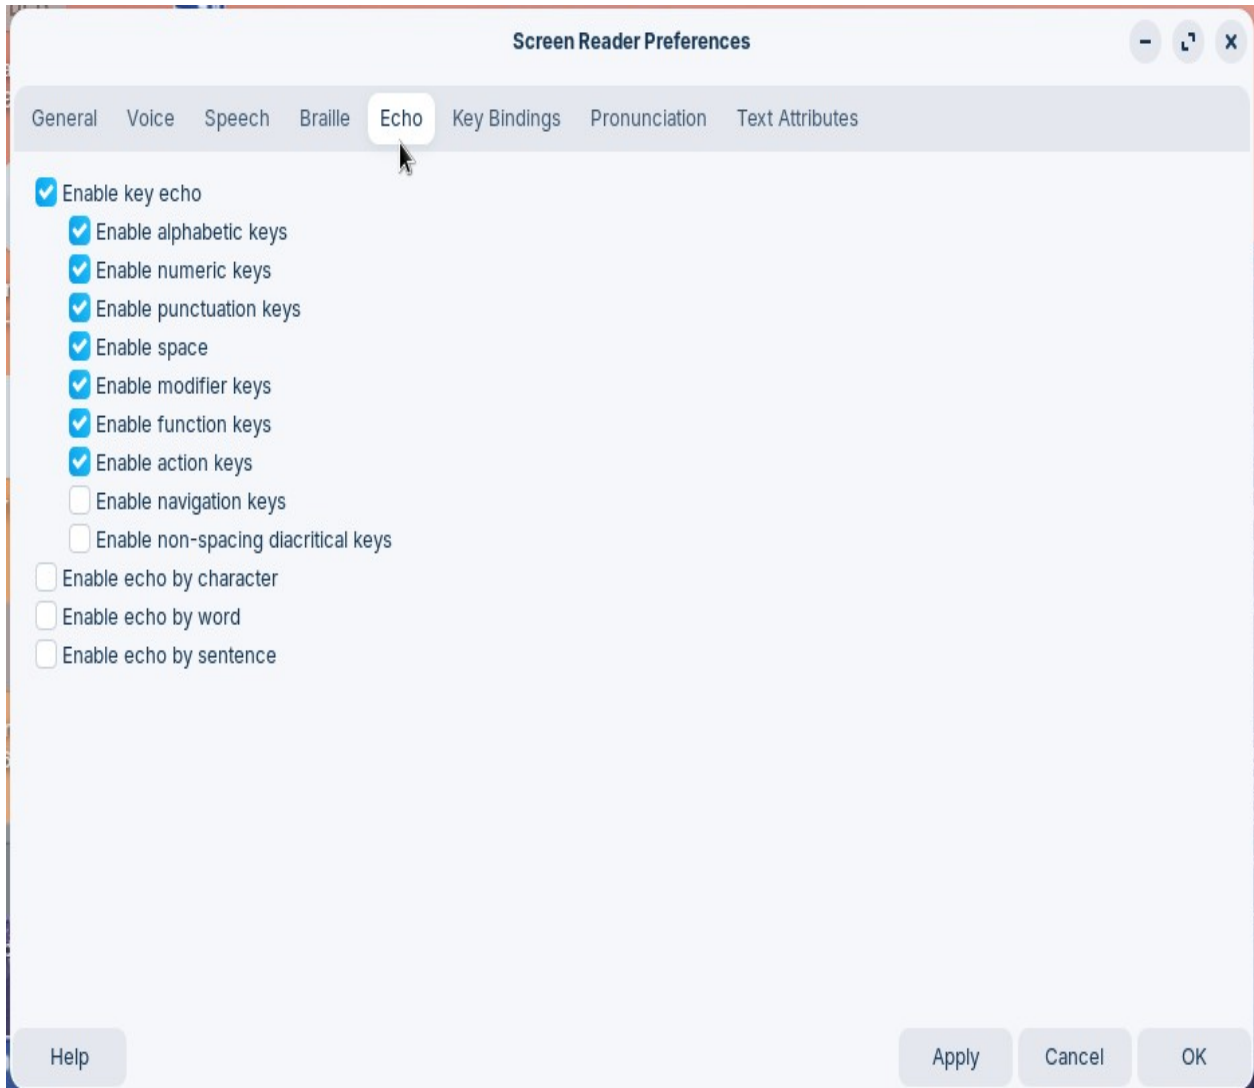 Screen Reader Preferences
General Voice Speech Braille Echo Key Bindings Pronunciation Text Attributes
Enable key echo
Enable alphabetic keys
Enable numeric keys
Enable punctuation keys
Enable space
Enable modifier keys
Enable function keys
Enable action keys
Enable navigation keys
Enable non-spacing diacritical keys
Enable echo by character
Enable echo by word
Enable echo by sentence
Help Apply Cancel OK